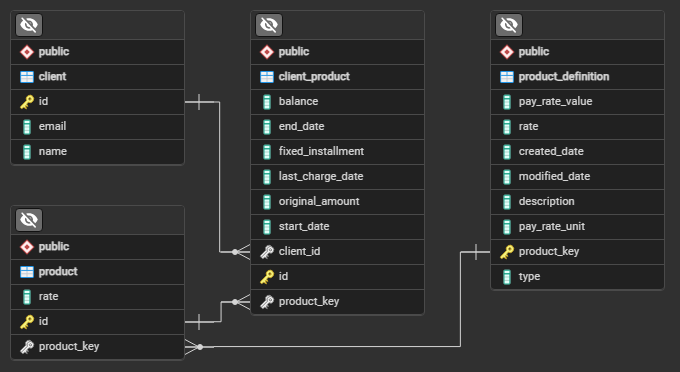 public
client
id
email
name
public
product
rate
id
product_key
public
client_product
balance
end_date
fixed_installment
last_charge_date
original_amount
start_date
client_id
id
product_key
public
product_definition
pay_rate_value
rate
created_date
modified_date
description
pay_rate_unit
product_key
type